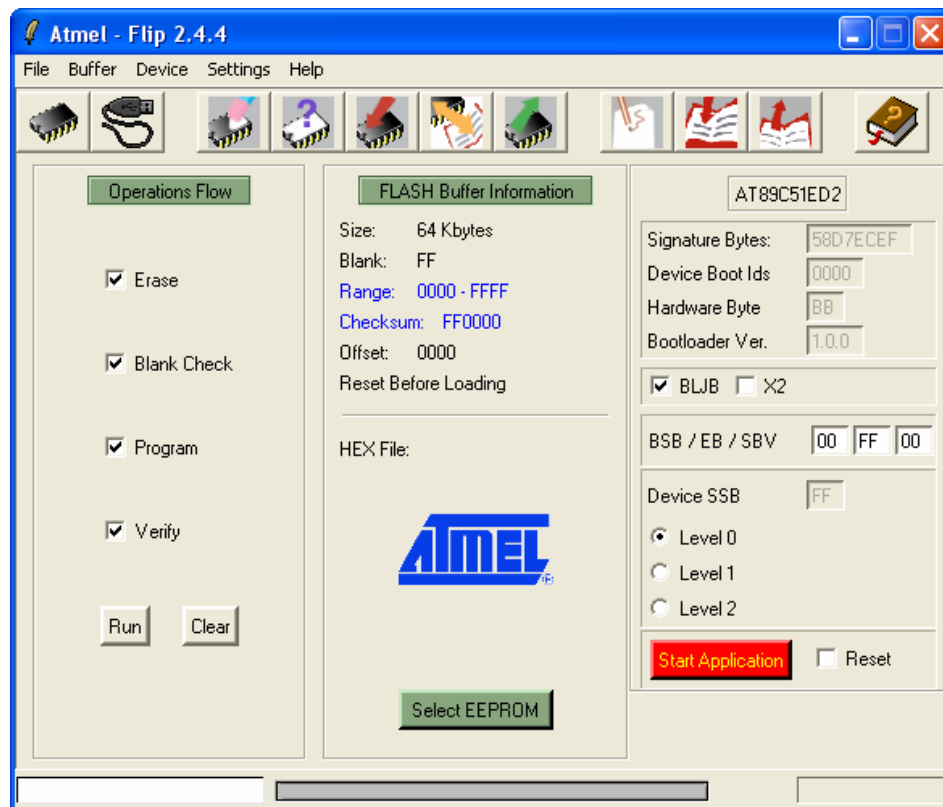 Atmel - Flip 2.4.4
File Buffer Device Settings Help
Operations Flow
Erase
Blank Check
Program
Verify
Run Clear
FLASH Buffer Information
Size: 64 Kbytes
Blank: FF
Range: 0000 - FFFF
Checksum: FF0000
Offset: 0000
Reset Before Loading
HEX File:
ATMEL ®
Select EEPROM
AT89C51ED2
Signature Bytes: 58D7ECEF
Device Boot Ids 0000
Hardware Byte BB
Bootloader Ver. 1.0.0
BLJB X2
BSB / EB / SBV 00 FF 00
Device SSB FF
Level 0
Level 1
Level 2
Start Application Reset